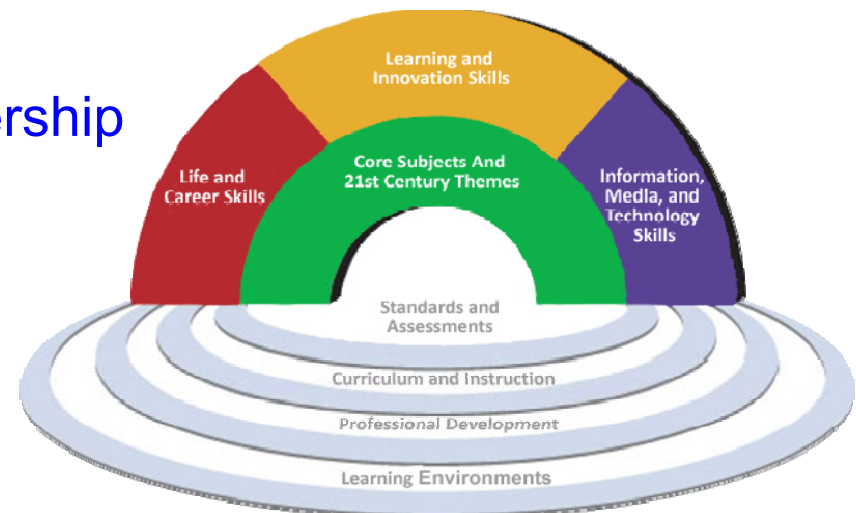 Learning and
Innovation Skills
ership
Core Subjects And
21st Century Themes
Life and
Career Skills
Information,
Media, and
Technology
Skills
Standards and
Assessments
Curriculum and Instruction
Professional Development
Learning Environments